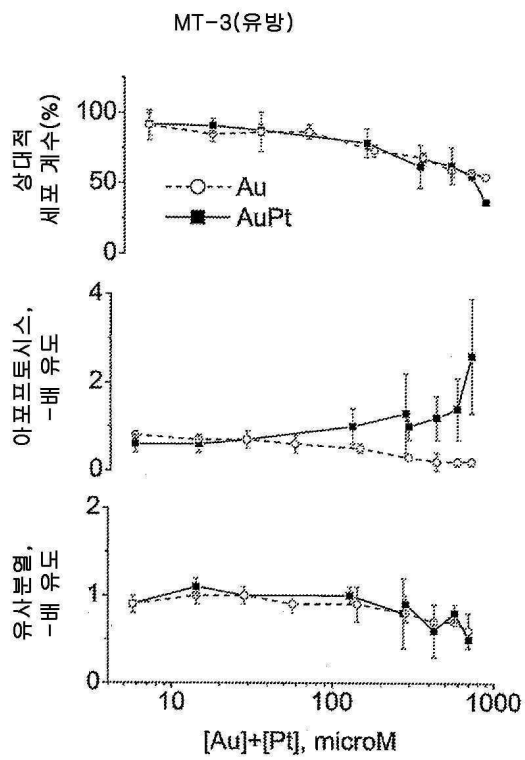 MT-3(유방)
상대적
세포 계수(%)
100
50
0
Au
AuPt
아포프토시스,
-배 유도
4
2
0
유사분열,
-배 유도
2
1
0
10
100
1000
[Au]+[Pt], microM